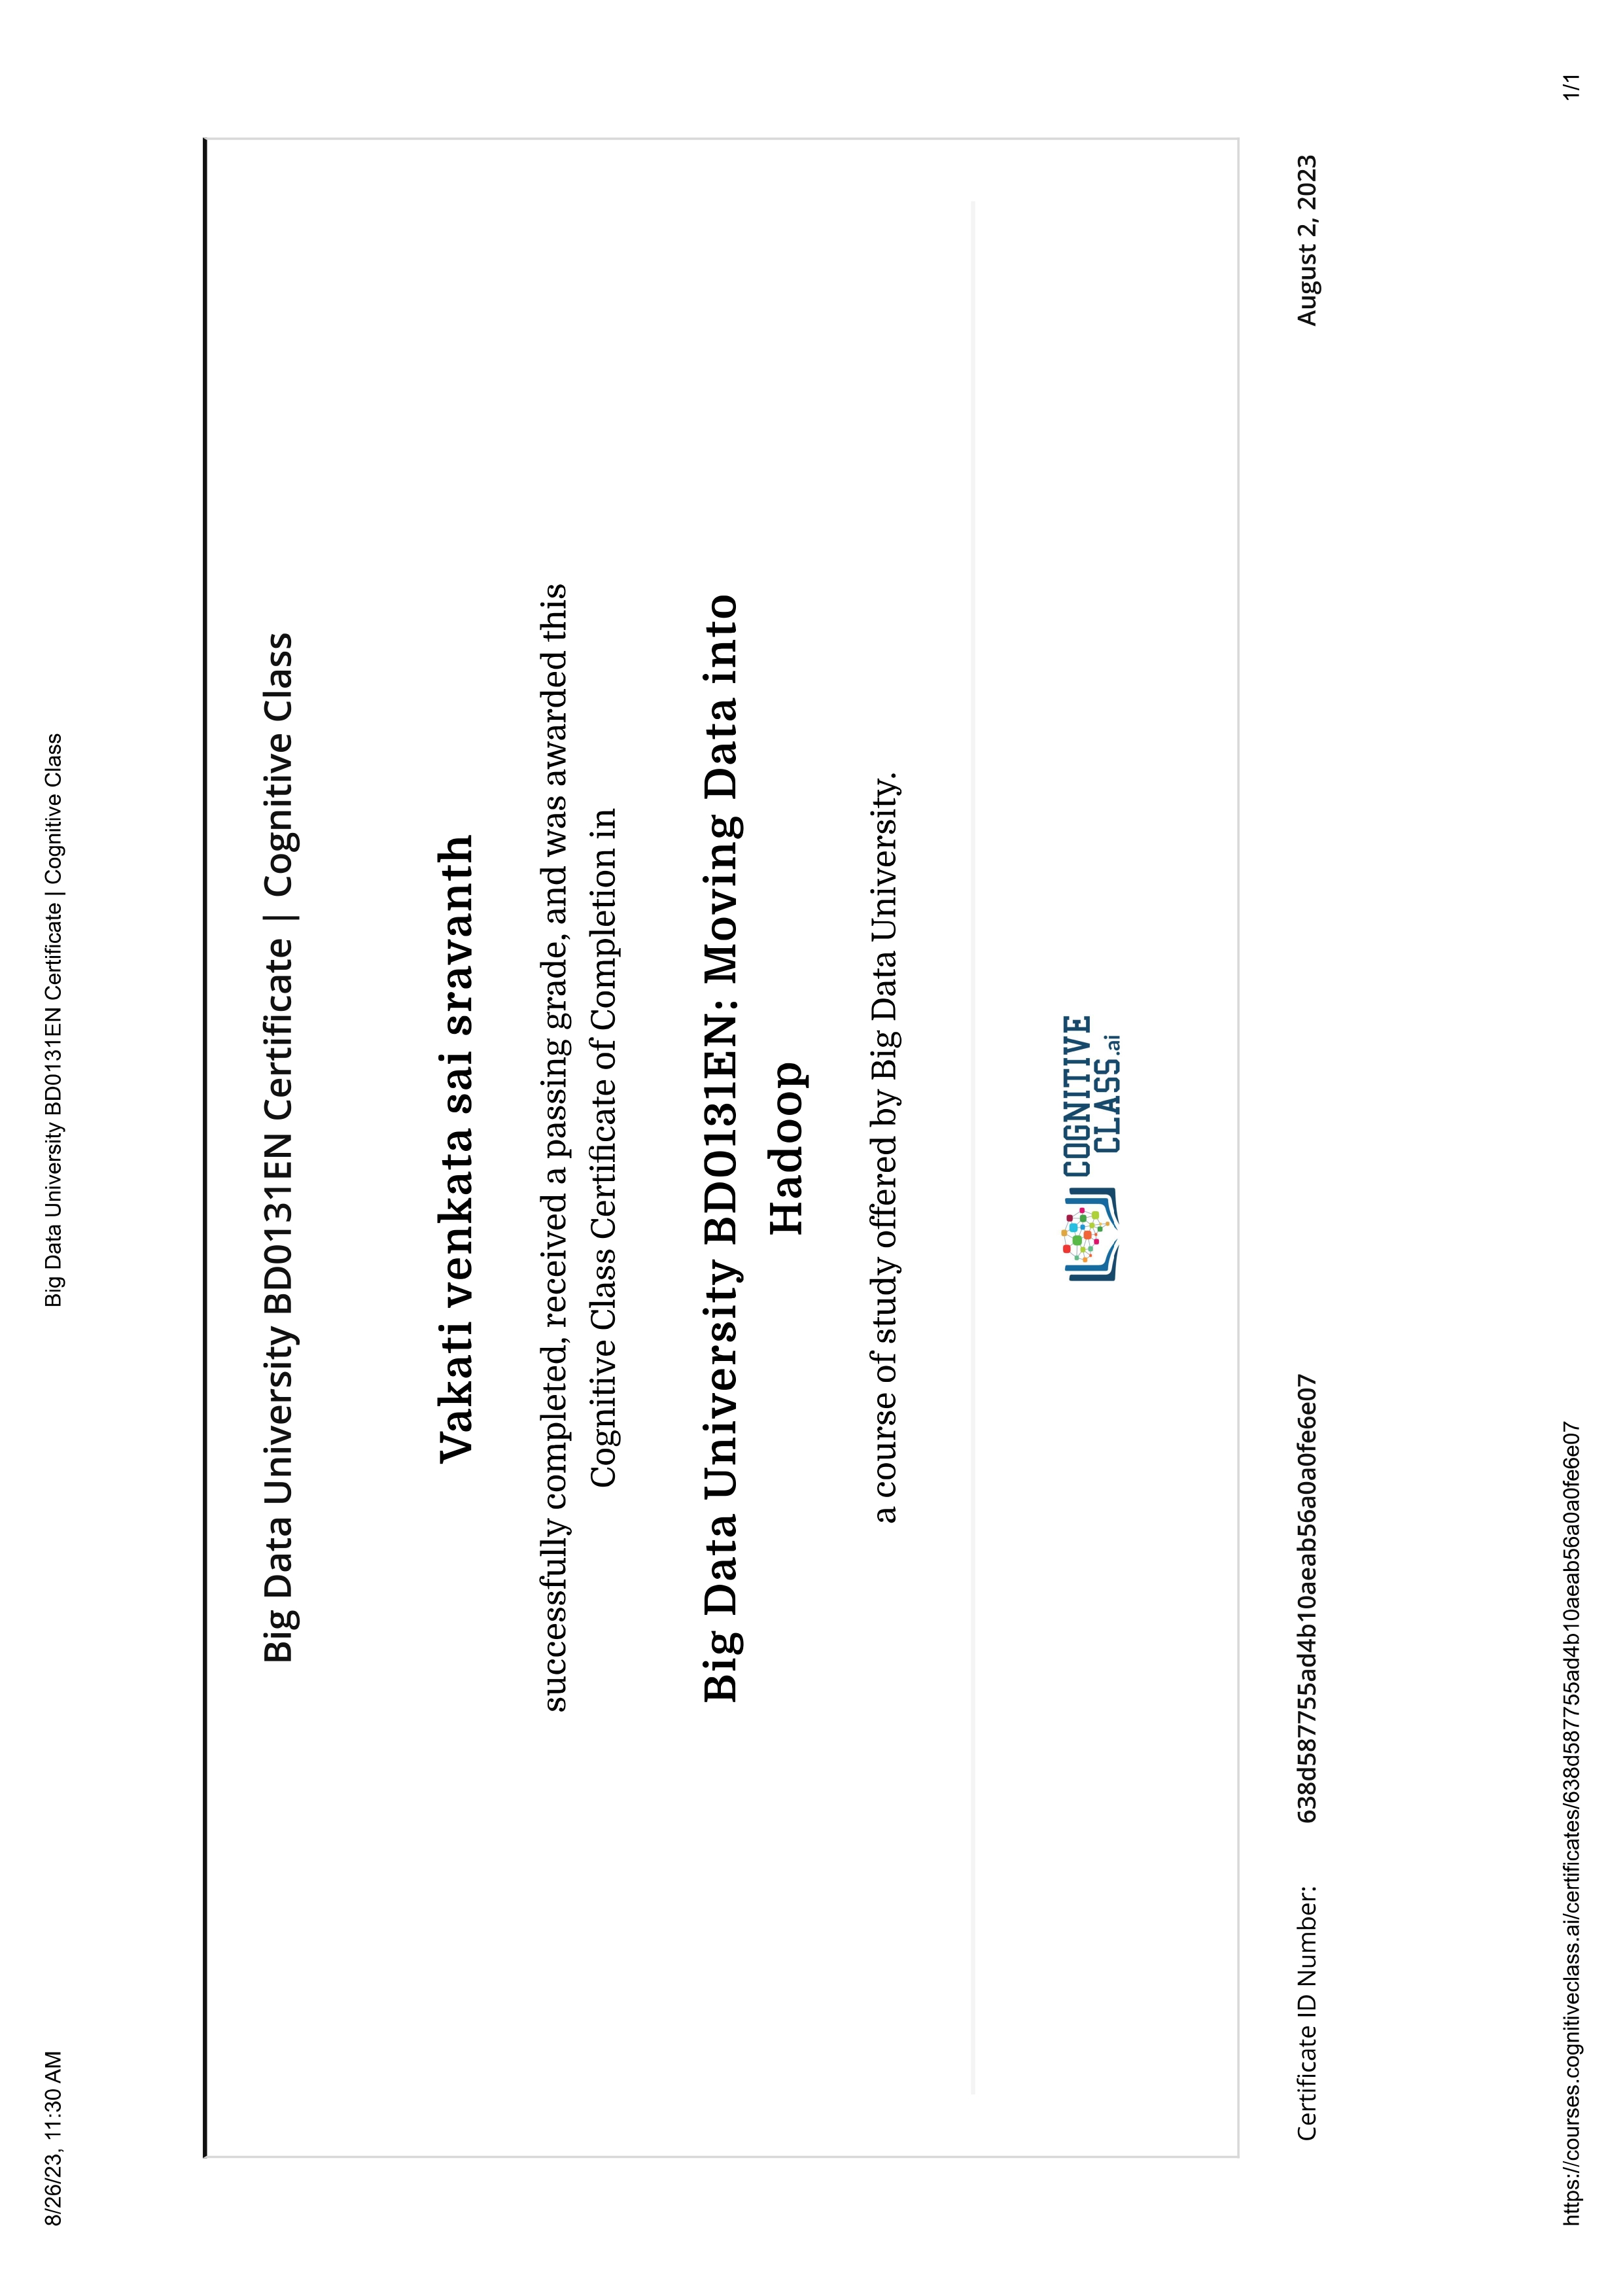 8/26/23, 11:30 AM
Big Data University BD0131EN Certificate | Cognitive Class
Big Data University BD0131EN Certificate | Cognitive Class
Vakati venkata sai sravanth
successfully completed, received a passing grade, and was awarded this
Cognitive Class Certificate of Completion in
Big Data University BD0131EN: Moving Data into
Hadoop
a course of study offered by Big Data University.
COGNITIVE
CLASS.ai
Certificate ID Number: 638d587755ad4b10aeab56a0a0fe6e07
August 2, 2023
https://courses.cognitiveclass.ai/certificates/638d587755ad4b10aeab56a0a0fe6e07
1/1